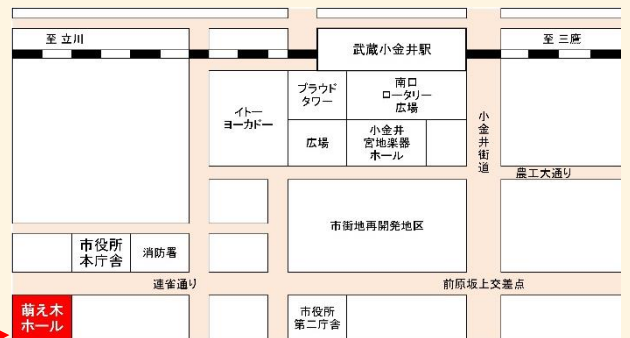 至 立川
武蔵小金井駅
至 三鷹
イトー
ヨーカドー
プラウド
タワー
南口
ロータリー
広場
広場
小金井
宮地楽器
ホール
小金井街道
農工大通り
市街地再開発地区
市役所
本庁舎
消防署
連雀通り
前原坂上交差点
萌え木
ホール
市役所
第二庁舎